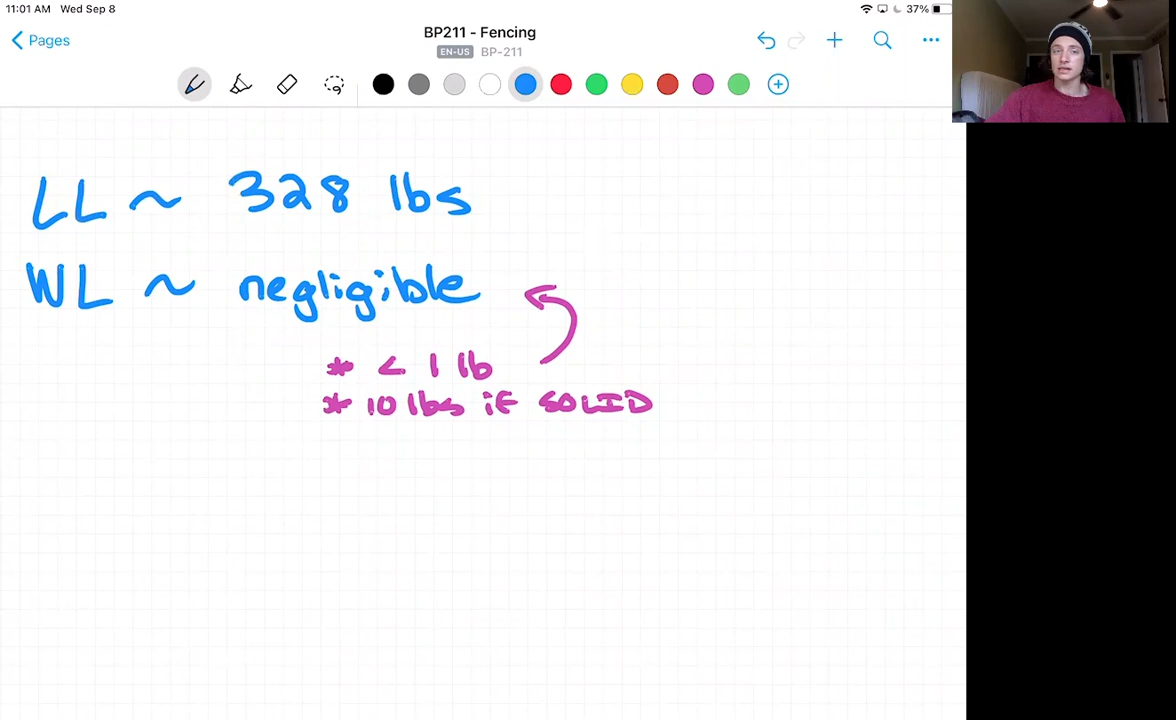 11:01 AM Wed Sep 8
37%
Pages
BP211 - Fencing
EN-US BP-211
LL ~ 328 lbs
WL ~ negligible
* < 1 lb
* 10 lbs if SOLID